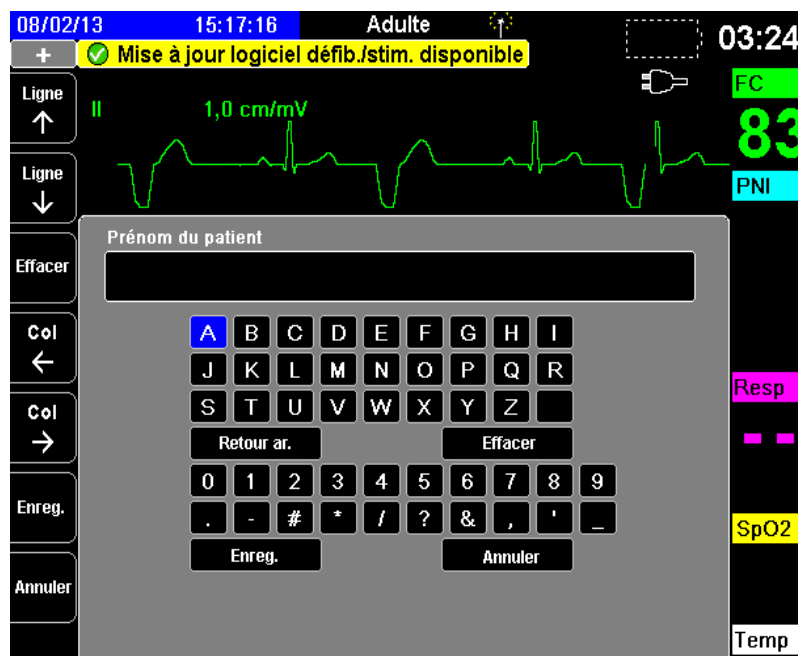 08/02/13 15:17:16 Adulte 03:24
+ Mise à jour logiciel défib./stim. disponible
FC
83
PNI
Resp
--
SpO2
Temp
II 1,0 cm/mV
Ligne
↑
Ligne
↓
Effacer
Col
←
Col
→
Enreg.
Annuler
Prénom du patient
A B C D E F G H I
J K L M N O P Q R
S T U V W X Y Z
Retour ar. Effacer
0 1 2 3 4 5 6 7 8 9
. - # * / ? & , ' _
Enreg. Annuler